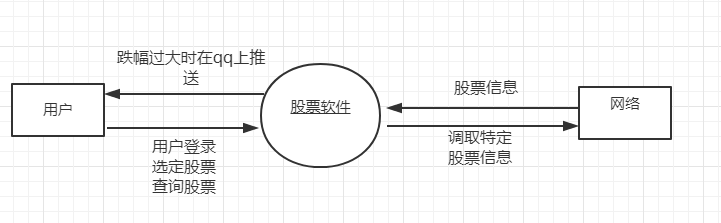 跌幅过大时在qq上推
送
用户
股票软件
股票信息
网络
用户登录
选定股票
查询股票
调取特定
股票信息